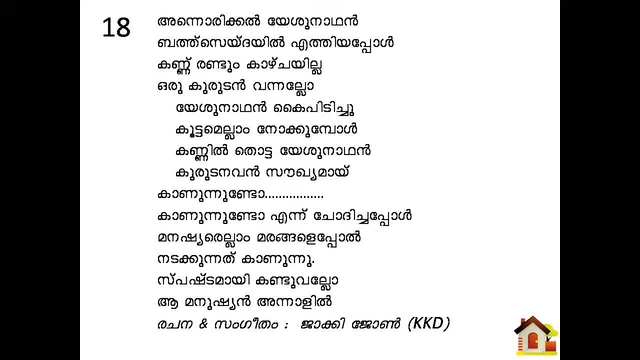 18
അന്നൊരിക്കൽ യേശുനാഥൻ
ബത്ത്സെയ്ദയിൽ എത്തിയപ്പോൾ
കണ്ണ് രണ്ടും കാഴ്ചയില്ല
ഒരു കുരുടൻ വന്നല്ലോ
യേശുനാഥൻ കൈപിടിച്ചു
കൂട്ടമെല്ലാം നോക്കുമ്പോൾ
കണ്ണിൽ തൊട്ട യേശുനാഥൻ
കുരുടനവൻ സൗഖ്യമായ്
കാണുന്നുണ്ടോ................
കാണുന്നുണ്ടോ എന്ന് ചോദിച്ചപ്പോൾ
മനഷ്യരെല്ലാം മരങ്ങളെപ്പോൽ
നടക്കുന്നത് കാണുന്നു.
സ്പഷ്ടമായി കണ്ടുവല്ലോ
ആ മനുഷ്യൻ അന്നാളിൽ
രചന & സംഗീതം : ജാക്കി ജോൺ (KKD)